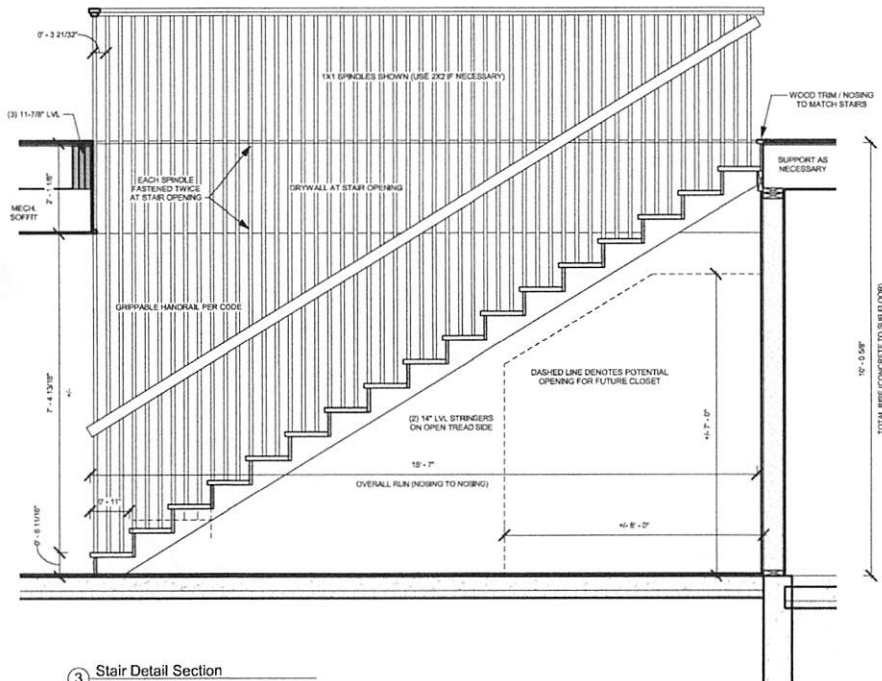 0' - 3 21/32"
1X1 SPINDLES SHOWN (USE 2X2 IF NECESSARY)
WOOD TRIM / NOSING
TO MATCH STAIRS
(3) 11-7/8" LVL
EACH SPINDLE
FASTENED TWICE
AT STAIR OPENING
DRYWALL AT STAIR OPENING
SUPPORT AS
NECESSARY
2' - 1 1/8"
MECH.
SOFFIT
GRIPPABLE HANDRAIL PER CODE
7' - 4 13/16"
+/-
DASHED LINE DENOTES POTENTIAL
OPENING FOR FUTURE CLOSET
10' - 0 5/8"
TOTAL RISE (CONCRETE TO SUBFLOOR)
(2) 14" LVL STRINGERS
ON OPEN TREAD SIDE
+/- 7' - 0"
15' - 7"
OVERALL RUN (NOSING TO NOSING)
0' - 11"
+/- 6' - 0"
0' - 6 11/16"
3 Stair Detail Section